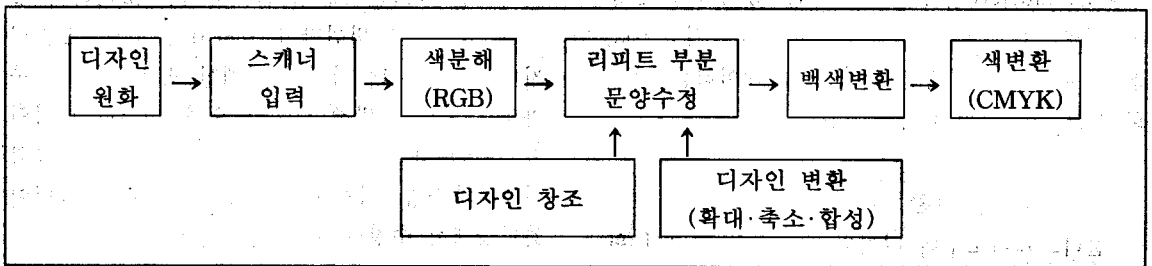 디자인
원화
→
스캐너
입력
→
색분해
(RGB)
→
리피트 부분
문양수정
→
백색변환
→
색변환
(CMYK)
↑
↑
디자인 창조
디자인 변환
(확대·축소·합성)